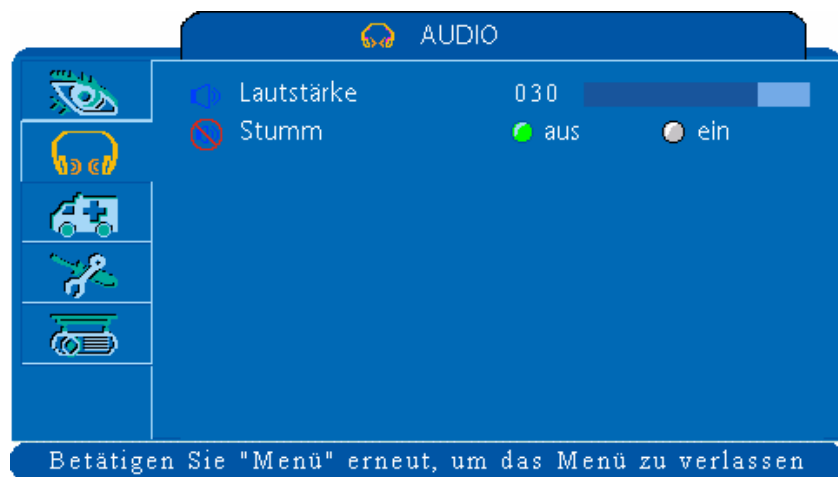 AUDIO
Lautstärke 030
Stumm aus ein
Betätigen Sie "Menü" erneut, um das Menü zu verlassen